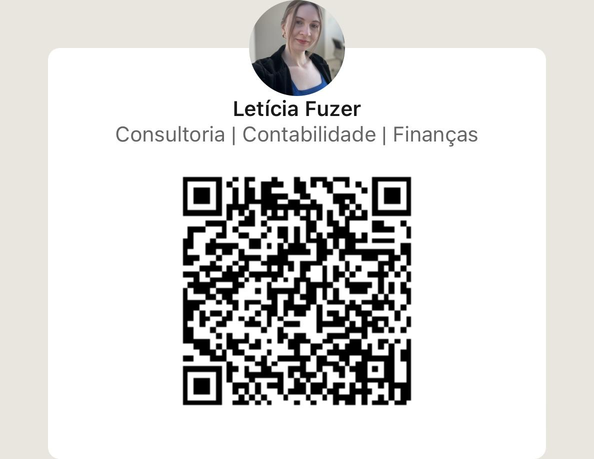 Letícia Fuzer
Consultoria | Contabilidade | Finanças